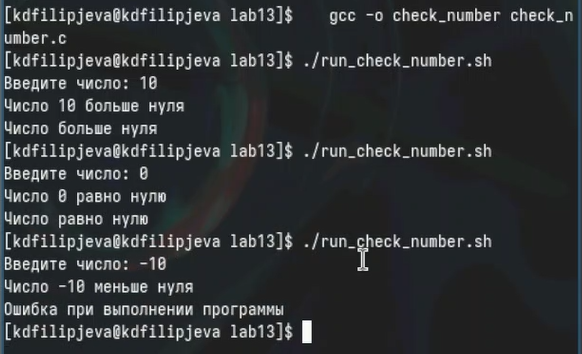 [kdfilipjeva@kdfilipjeva lab13]$    gcc -o check_number check_n
umber.c
[kdfilipjeva@kdfilipjeva lab13]$ ./run_check_number.sh
Введите число: 10
Число 10 больше нуля
Число больше нуля
[kdfilipjeva@kdfilipjeva lab13]$ ./run_check_number.sh
Введите число: 0
Число 0 равно нулю
Число равно нулю
[kdfilipjeva@kdfilipjeva lab13]$ ./run_check_number.sh
Введите число: -10
Число -10 меньше нуля
Ошибка при выполнении программы
[kdfilipjeva@kdfilipjeva lab13]$